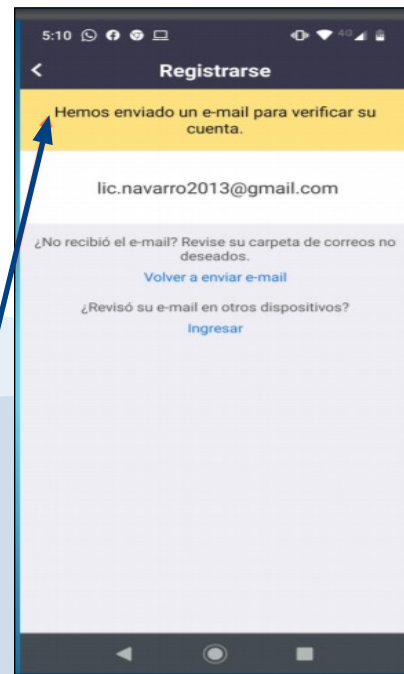 5:10
4G
Registrarse
Hemos enviado un e-mail para verificar su
cuenta.
lic.navarro2013@gmail.com
¿No recibió el e-mail? Revise su carpeta de correos no
deseados.
Volver a enviar e-mail
¿Revisó su e-mail en otros dispositivos?
Ingresar